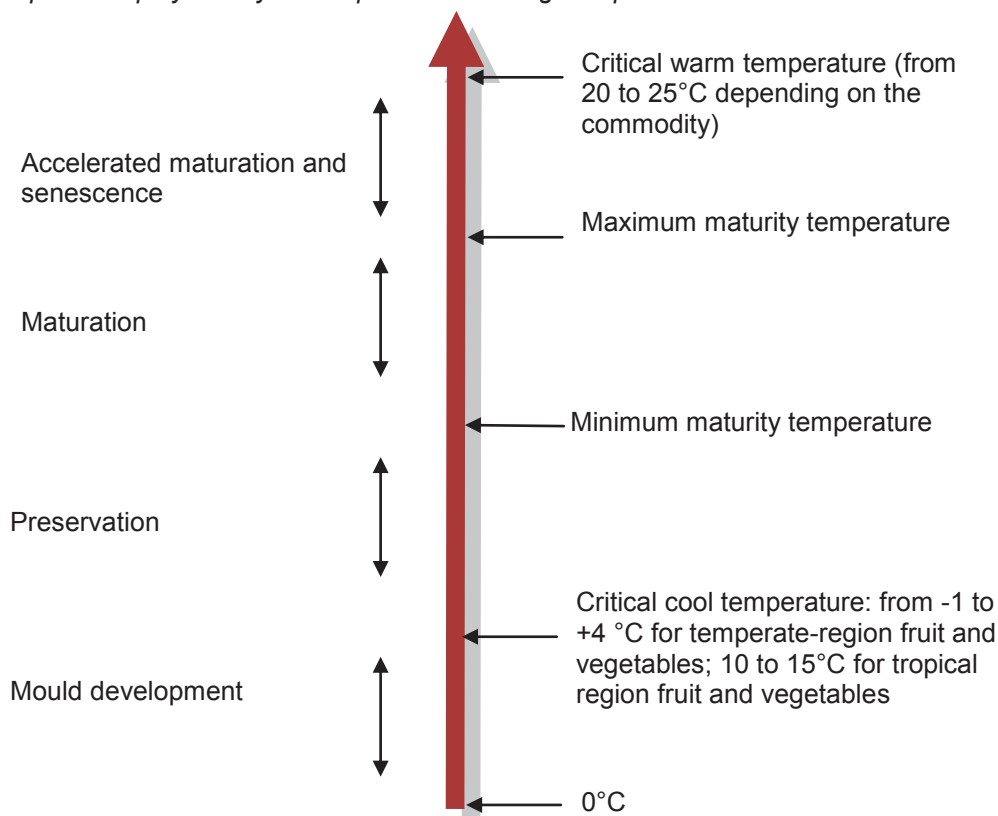 Critical warm temperature (from
20 to 25°C depending on the
commodity)
Accelerated maturation and
senescence
Maximum maturity temperature
Maturation
Minimum maturity temperature
Preservation
Critical cool temperature: from -1 to
+4 °C for temperate-region fruit and
vegetables; 10 to 15°C for tropical
region fruit and vegetables
Mould development
0°C